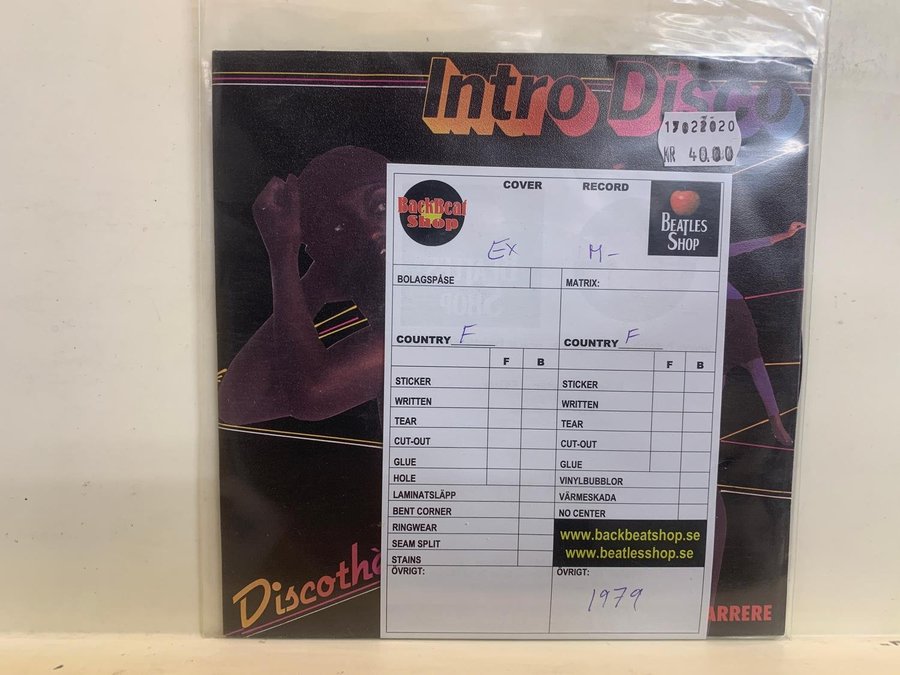 Intro Disco
KR 40.00
COVER RECORD
BackBeat
Shop
BEATLES
SHOP
EX M-
BOLAGSPÅSE MATRIX:
COUNTRY F COUNTRY F
F B F B
STICKER STICKER
WRITTEN WRITTEN
TEAR TEAR
CUT-OUT CUT-OUT
GLUE GLUE
HOLE VINYLBUBBLOR
LAMINATSLÄPP VÄRMESKADA
BENT CORNER NO CENTER
RINGWEAR
SEAM SPLIT
STAINS
www.backbeatshop.se
www.beatlesshop.se
ÖVRIGT: ÖVRIGT:
1979
Discothè
ARRERE